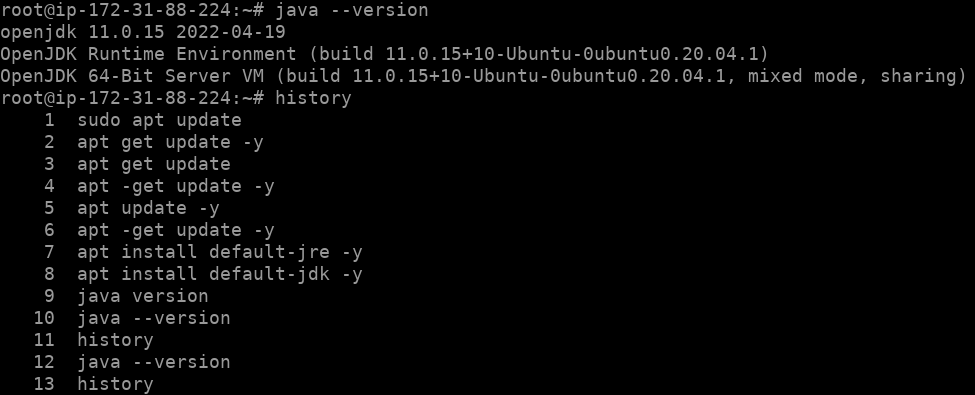 root@ip-172-31-88-224:~# java --version
openjdk 11.0.15 2022-04-19
OpenJDK Runtime Environment (build 11.0.15+10-Ubuntu-0ubuntu0.20.04.1)
OpenJDK 64-Bit Server VM (build 11.0.15+10-Ubuntu-0ubuntu0.20.04.1, mixed mode, sharing)
root@ip-172-31-88-224:~# history
    1  sudo apt update
    2  apt get update -y
    3  apt get update
    4  apt -get update -y
    5  apt update -y
    6  apt -get update -y
    7  apt install default-jre -y
    8  apt install default-jdk -y
    9  java version
   10  java --version
   11  history
   12  java --version
   13  history